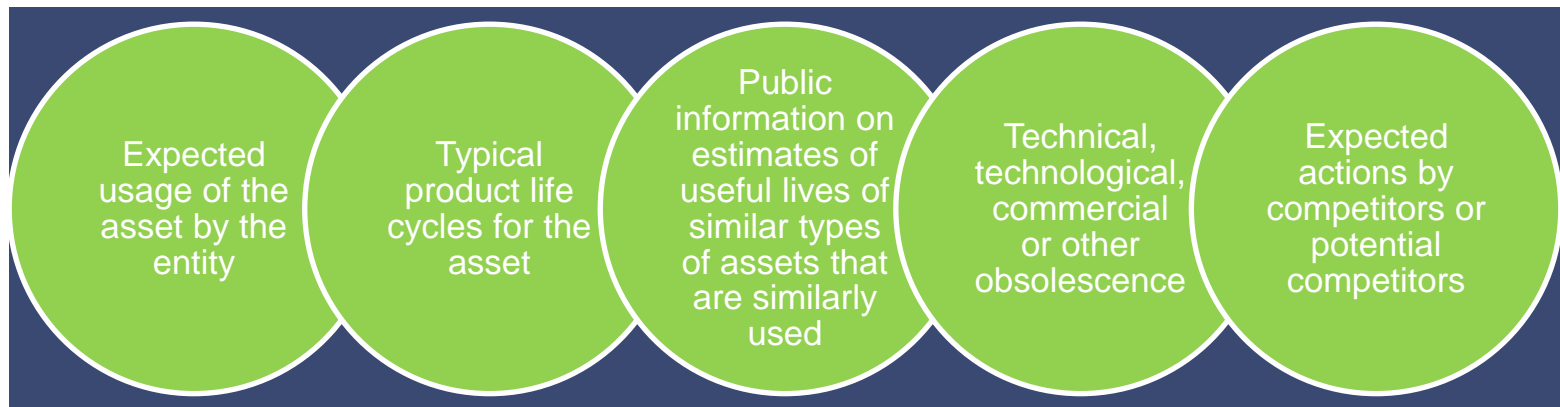 Expected
usage of the
asset by the
entity
Typical
product life
cycles for the
asset
Public
information on
estimates of
useful lives of
similar types
of assets that
are similarly
used
Technical,
technological,
commercial
or other
obsolescence
Expected
actions by
competitors or
potential
competitors